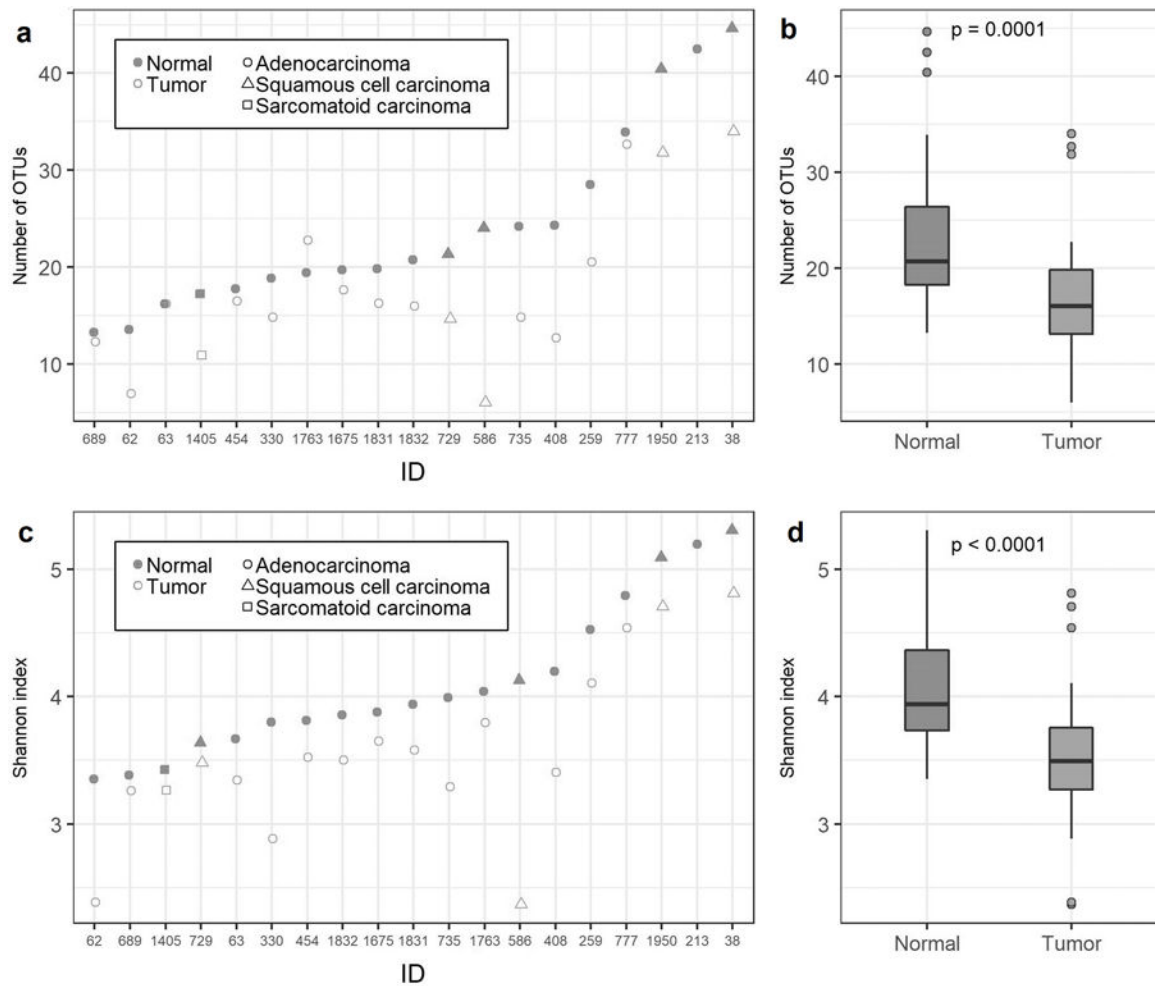 a
Normal
Adenocarcinoma
Tumor
Squamous cell carcinoma
Sarcomatoid carcinoma
Number of OTUs
40
30
20
10
689 62 63 1405 454 330 1763 1675 1831 1832 729 586 735 408 259 777 1950 213 38
ID
b
p = 0.0001
Number of OTUs
40
30
20
10
Normal Tumor
c
Normal
Adenocarcinoma
Tumor
Squamous cell carcinoma
Sarcomatoid carcinoma
Shannon index
5
4
3
62 689 1405 729 63 330 454 1832 1675 1831 735 1763 586 408 259 777 1950 213 38
ID
d
p < 0.0001
Shannon index
5
4
3
Normal Tumor